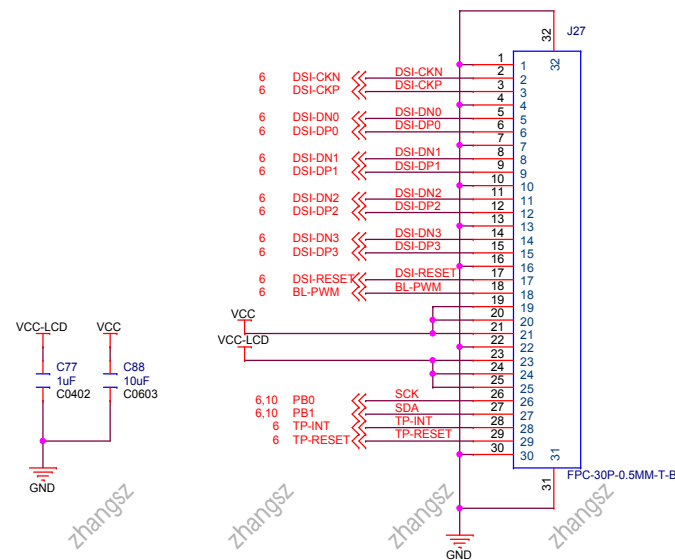 32 J27
1 1 32
6 DSI-CKN DSI-CKN 2 2
6 DSI-CKP DSI-CKP 3 3
4 4
6 DSI-DN0 DSI-DN0 5 5
6 DSI-DP0 DSI-DP0 6 6
7 7
6 DSI-DN1 DSI-DN1 8 8
6 DSI-DP1 DSI-DP1 9 9
10 10
6 DSI-DN2 DSI-DN2 11 11
6 DSI-DP2 DSI-DP2 12 12
13 13
6 DSI-DN3 DSI-DN3 14 14
6 DSI-DP3 DSI-DP3 15 15
16 16
6 DSI-RESET DSI-RESET 17 17
6 BL-PWM BL-PWM 18 18
19 19
VCC 20 20
21 21
VCC-LCD 22 22
23 23
24 24
25 25
6,10 PB0 SCK 26 26
6,10 PB1 SDA 27 27
6 TP-INT TP-INT 28 28
6 TP-RESET TP-RESET 29 29
30 30
31
FPC-30P-0.5MM-T-B
31
GND
VCC-LCD VCC
C77 C88
1uF 10uF
C0402 C0603
GND
zhangsz zhangsz zhangsz zhangsz